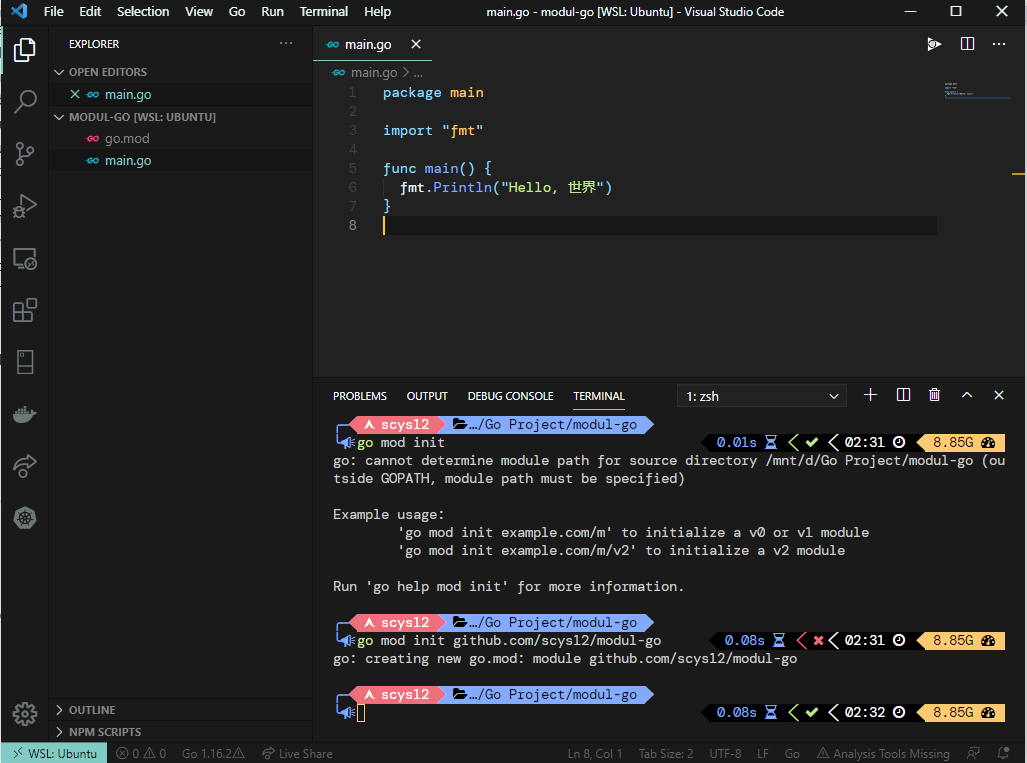 File Edit Selection View Go Run Terminal Help main.go - modul-go [WSL: Ubuntu] - Visual Studio Code
EXPLORER
OPEN EDITORS
main.go
MODUL-GO [WSL: UBUNTU]
go.mod
main.go
OUTLINE
NPM SCRIPTS
main.go
main.go > ...
1 package main
2
3 import "fmt"
4
5 func main() {
6 fmt.Println("Hello, 世界")
7 }
8
PROBLEMS OUTPUT DEBUG CONSOLE TERMINAL 1: zsh
scys12 …/Go Project/modul-go
go mod init 0.01s 02:31 8.85G
go: cannot determine module path for source directory /mnt/d/Go Project/modul-go (ou
tside GOPATH, module path must be specified)
Example usage:
'go mod init example.com/m' to initialize a v0 or v1 module
'go mod init example.com/m/v2' to initialize a v2 module
Run 'go help mod init' for more information.
scys12 …/Go Project/modul-go
go mod init github.com/scys12/modul-go 0.08s 02:31 8.85G
go: creating new go.mod: module github.com/scys12/modul-go
scys12 …/Go Project/modul-go
0.08s 02:32 8.85G
WSL: Ubuntu 0 0 Go 1.16.2 Live Share Ln 8, Col 1 Tab Size: 2 UTF-8 LF Go Analysis Tools Missing